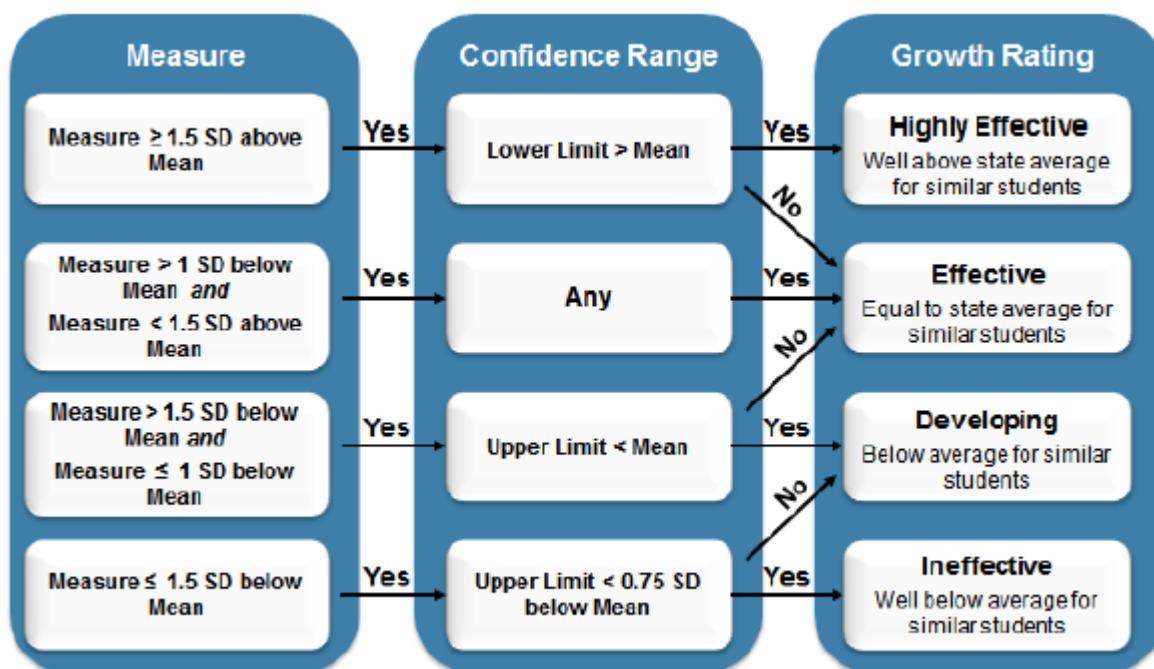 Measure
Measure ≥ 1.5 SD above
Mean
Measure > 1 SD below
Mean and
Measure < 1.5 SD above
Mean
Measure > 1.5 SD below
Mean and
Measure ≤ 1 SD below
Mean
Measure ≤ 1.5 SD below
Mean
Yes
Yes
Yes
Yes
Confidence Range
Lower Limit > Mean
Any
Upper Limit < Mean
Upper Limit < 0.75 SD
below Mean
Yes
No
Yes
No
Yes
No
Yes
Growth Rating
Highly Effective
Well above state average
for similar students
Effective
Equal to state average for
similar students
Developing
Below average for similar
students
Ineffective
Well below average for
similar students